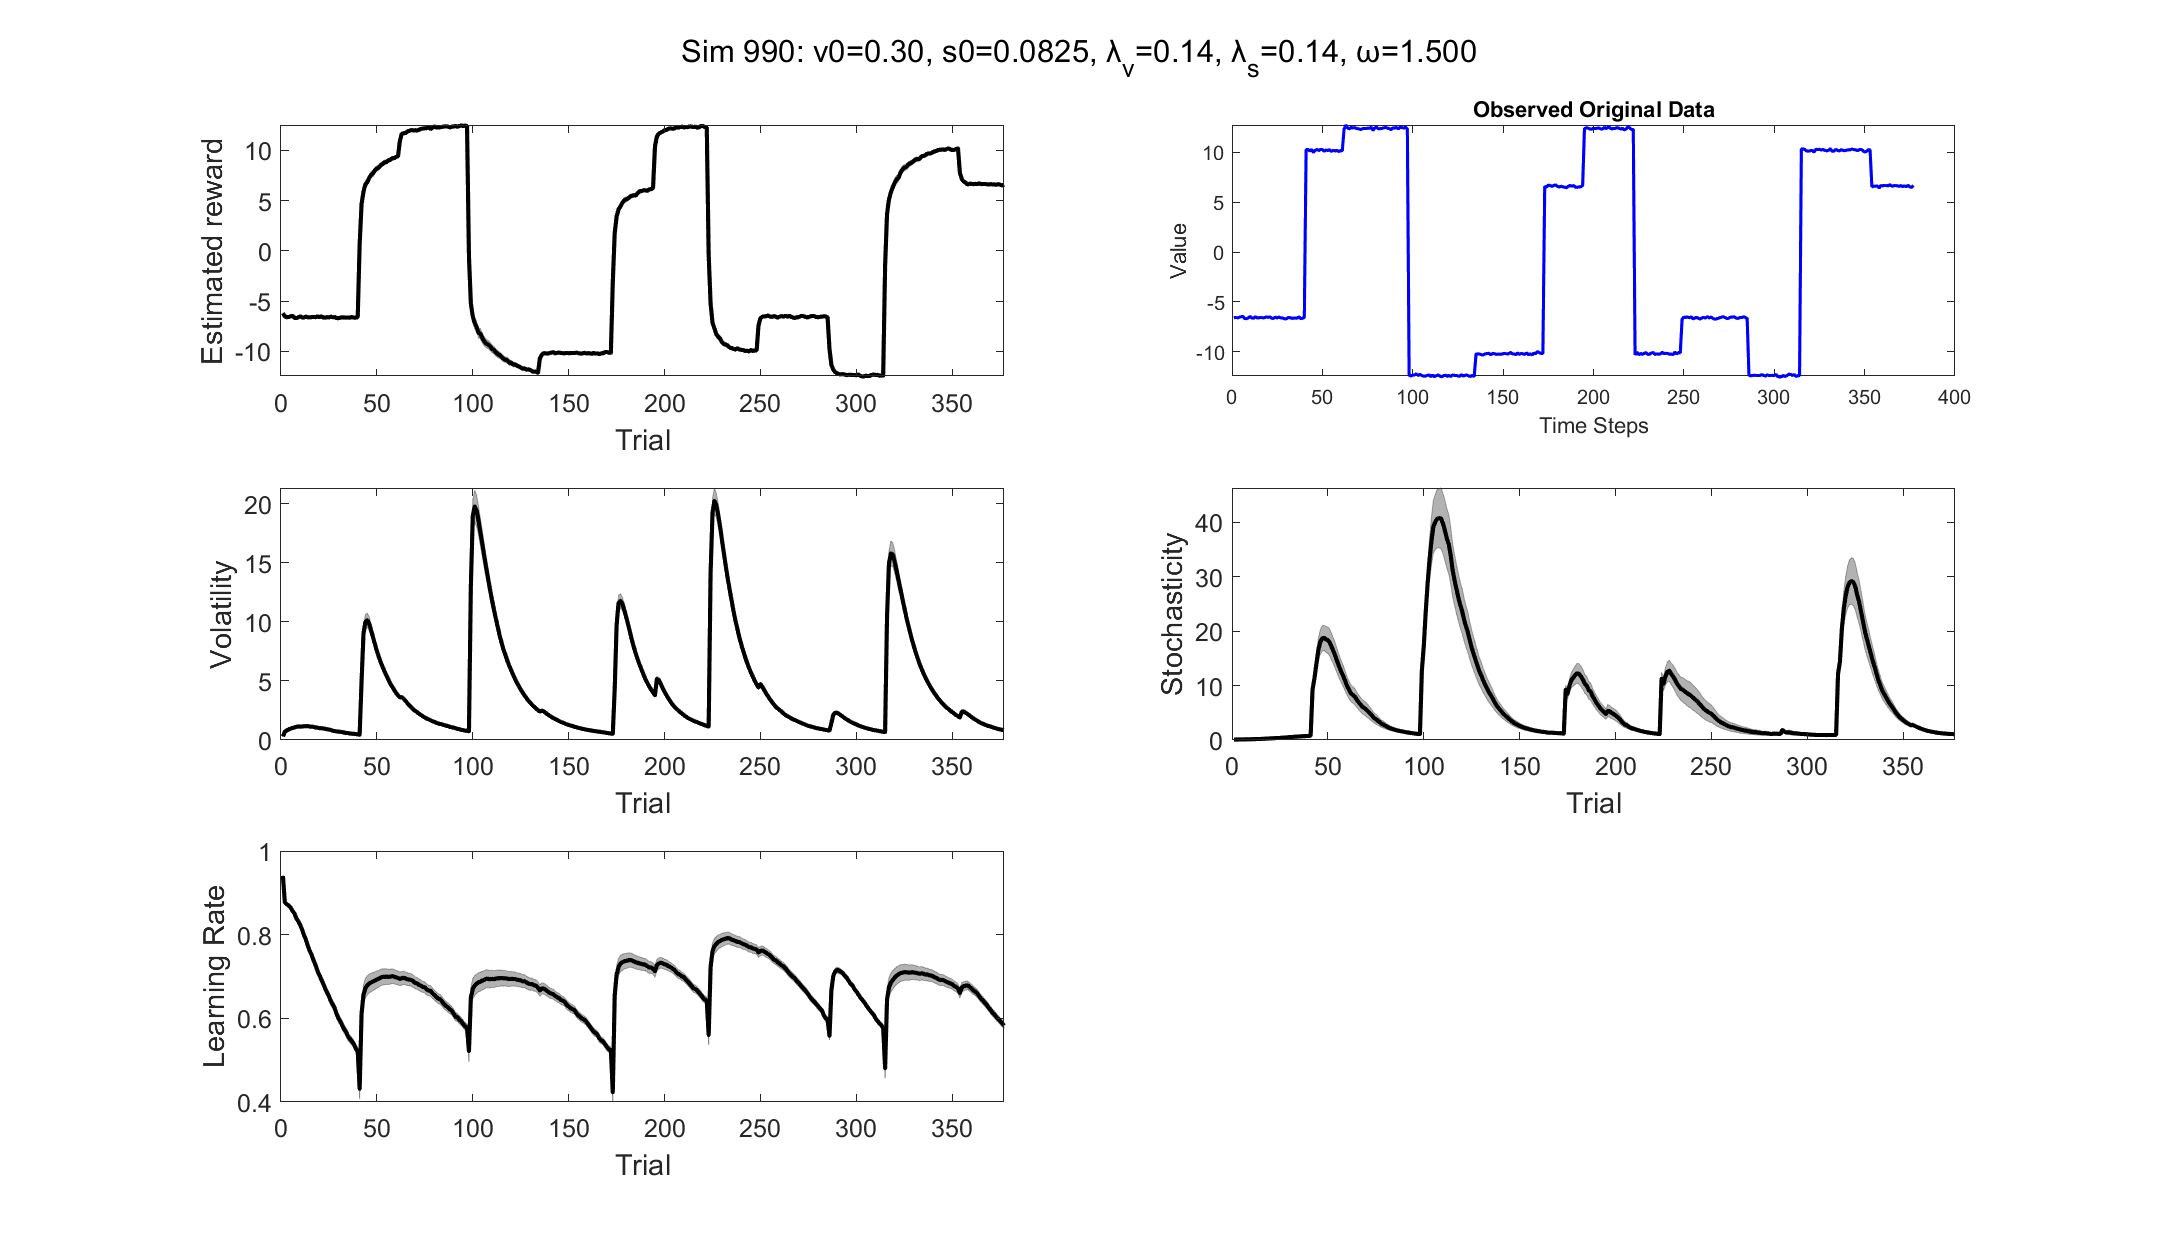 Sim 990: v0=0.30, s0=0.0825, λv=0.14, λs=0.14, ω=1.500
Estimated reward
10
5
0
-5
-10
0 50 100 150 200 250 300 350
Trial
Observed Original Data
Value
10
5
0
-5
-10
0 50 100 150 200 250 300 350 400
Time Steps
Volatility
20
15
10
5
0
0 50 100 150 200 250 300 350
Trial
Stochasticity
40
30
20
10
0
0 50 100 150 200 250 300 350
Trial
Learning Rate
1
0.8
0.6
0.4
0 50 100 150 200 250 300 350
Trial